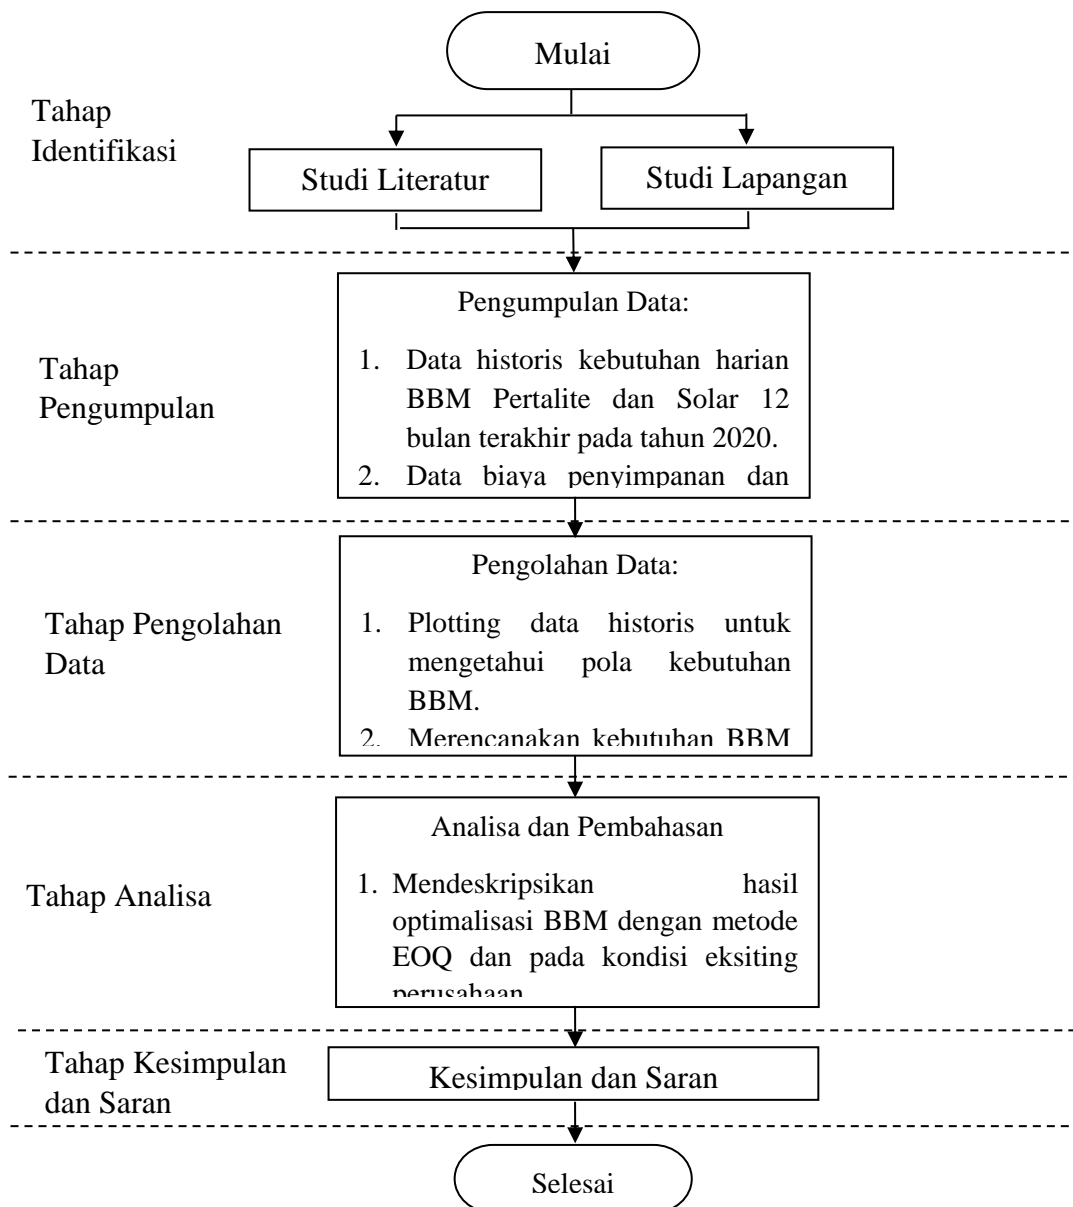 Mulai
Tahap
Identifikasi
Studi Literatur
Studi Lapangan
Pengumpulan Data:
Tahap
Pengumpulan
1. Data historis kebutuhan harian
BBM Pertalite dan Solar 12
bulan terakhir pada tahun 2020.
2. Data biaya penyimpanan dan
Pengolahan Data:
Tahap Pengolahan
Data
1. Plotting data historis untuk
mengetahui pola kebutuhan
BBM.
2. Merencanakan kebutuhan BBM
Analisa dan Pembahasan
Tahap Analisa
1. Mendeskripsikan hasil
optimalisasi BBM dengan metode
EOQ dan pada kondisi eksiting
perusahaan
Tahap Kesimpulan
dan Saran
Kesimpulan dan Saran
Selesai